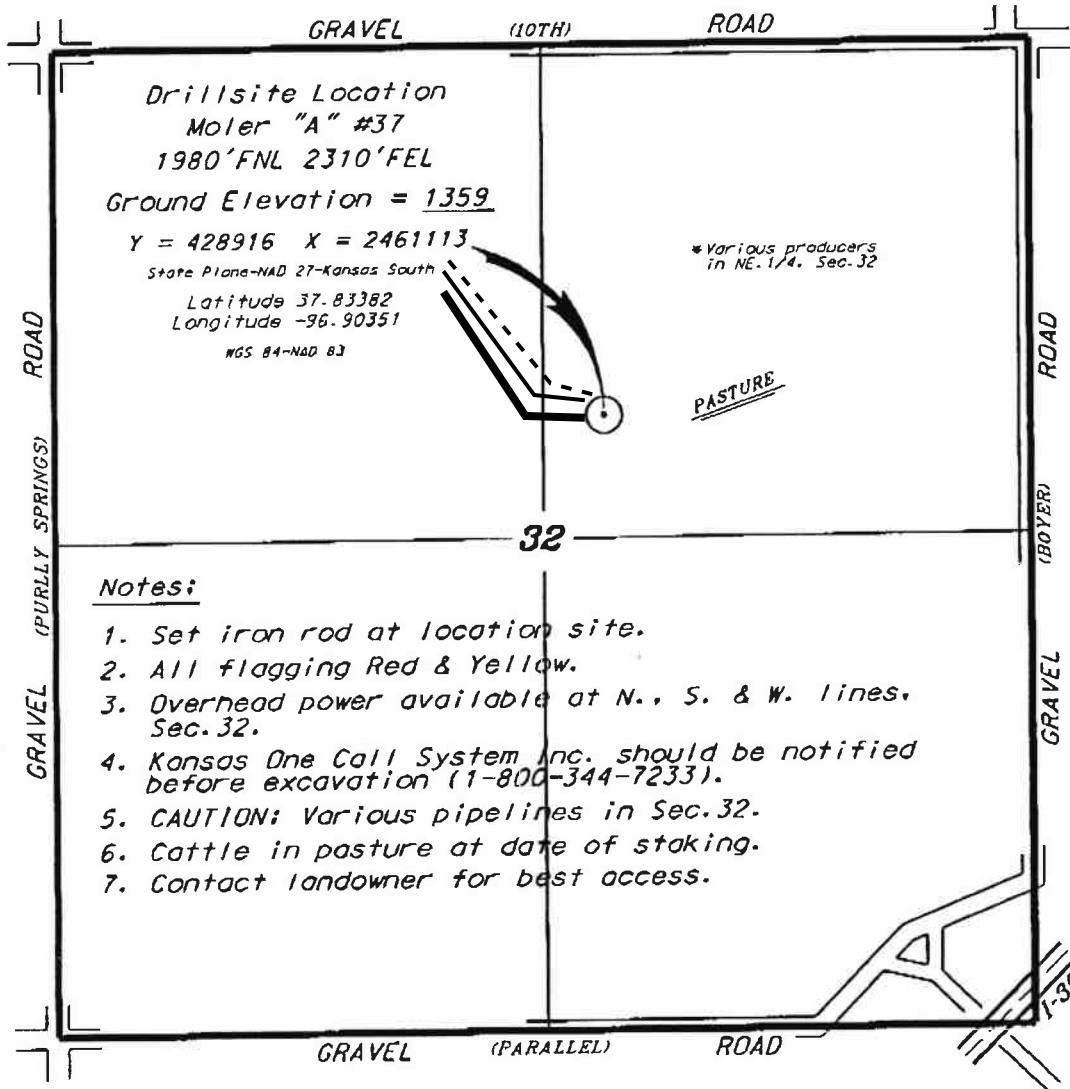 GRAVEL (10TH) ROAD
Drillsite Location
Moler "A" #37
1980'FNL 2310'FEL
Ground Elevation = 1359
Y = 428916 X = 2461113
State Plane-NAD 27-Kansas South
Latitude 37.83382
Longitude -96.90351
WGS 84-NAD 83
* Various producers
in NE.1/4. Sec.32
PASTURE
ROAD
(PURLLY SPRINGS)
GRAVEL
ROAD
(BOYER)
GRAVEL
32
Notes:
1. Set iron rod at location site.
2. All flagging Red & Yellow.
3. Overhead power available at N., S. & W. lines,
Sec.32.
4. Kansas One Call System Inc. should be notified
before excavation (1-800-344-7233).
5. CAUTION: Various pipelines in Sec.32.
6. Cattle in pasture at date of staking.
7. Contact landowner for best access.
GRAVEL (PARALLEL) ROAD